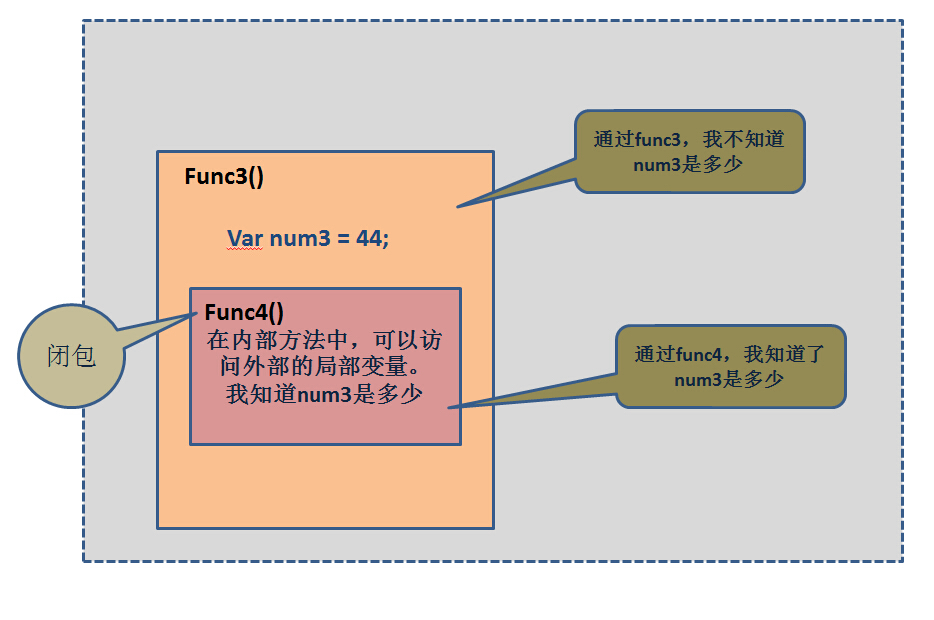 通过func3，我不知道
num3是多少
Func3()
Var num3 = 44;
Func4()
在内部方法中，可以访
问外部的局部变量。
我知道num3是多少
闭包
通过func4，我知道了
num3是多少